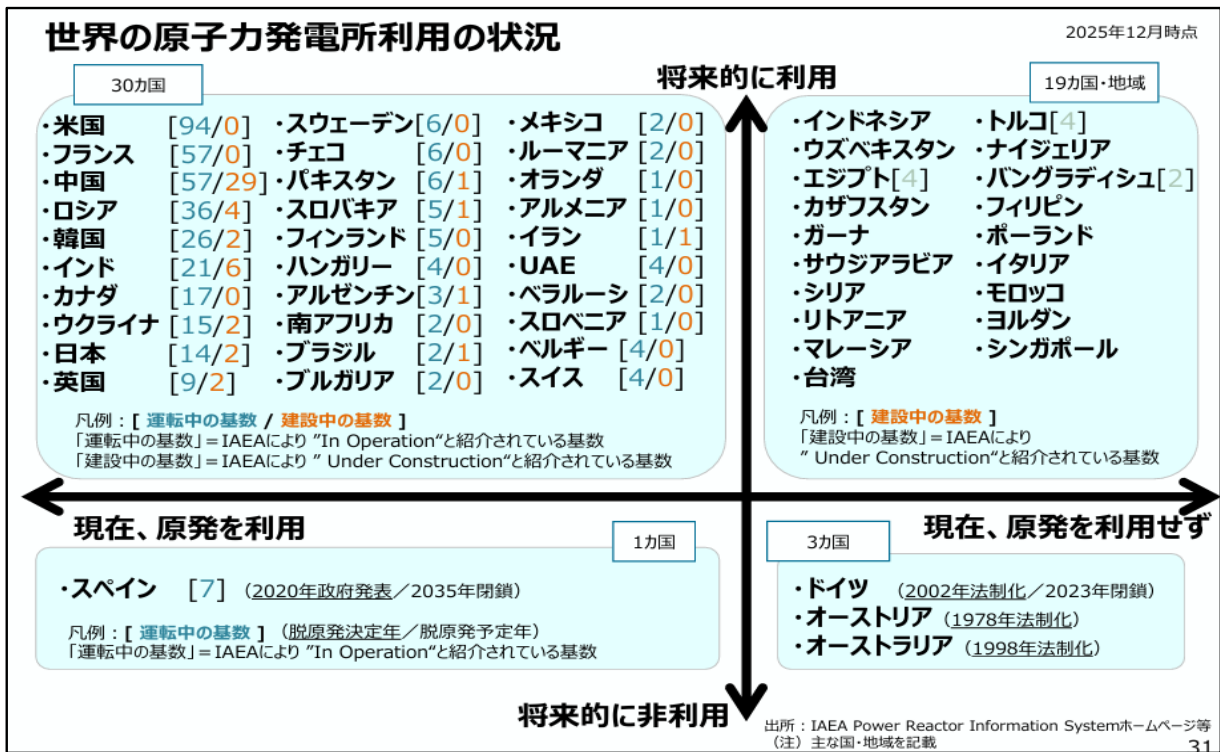 世界の原子力発電所利用の状況
2025年12月時点
将来的に利用
30カ国
・米国 [94/0]
・フランス [57/0]
・中国 [57/29]
・ロシア [36/4]
・韓国 [26/2]
・インド [21/6]
・カナダ [17/0]
・ウクライナ [15/2]
・日本 [14/2]
・英国 [9/2]
・スウェーデン[6/0]
・チェコ [6/0]
・パキスタン [6/1]
・スロバキア [5/1]
・フィンランド [5/0]
・ハンガリー [4/0]
・アルゼンチン[3/1]
・南アフリカ [2/0]
・ブラジル [2/1]
・ブルガリア [2/0]
・メキシコ [2/0]
・ルーマニア [2/0]
・オランダ [1/0]
・アルメニア [1/0]
・イラン [1/1]
・UAE [4/0]
・ベラルーシ [2/0]
・スロベニア [1/0]
・ベルギー [4/0]
・スイス [4/0]
凡例：[ 運転中の基数 / 建設中の基数 ]
「運転中の基数」＝IAEAにより ”In Operation“と紹介されている基数
「建設中の基数」＝IAEAにより ” Under Construction“と紹介されている基数
19カ国・地域
・インドネシア
・ウズベキスタン
・エジプト[4]
・カザフスタン
・ガーナ
・サウジアラビア
・シリア
・リトアニア
・マレーシア
・台湾
・トルコ[4]
・ナイジェリア
・バングラディシュ[2]
・フィリピン
・ポーランド
・イタリア
・モロッコ
・ヨルダン
・シンガポール
凡例：[ 建設中の基数 ]
「建設中の基数」＝IAEAにより
” Under Construction“と紹介されている基数
現在、原発を利用
現在、原発を利用せず
1カ国
・スペイン [7] （2020年政府発表／2035年閉鎖）
凡例：[ 運転中の基数 ] （脱原発決定年／脱原発予定年）
「運転中の基数」＝IAEAにより ”In Operation“と紹介されている基数
3カ国
・ドイツ （2002年法制化／2023年閉鎖）
・オーストリア （1978年法制化）
・オーストラリア （1998年法制化）
将来的に非利用
出所：IAEA Power Reactor Information Systemホームページ等
（注）主な国・地域を記載
31